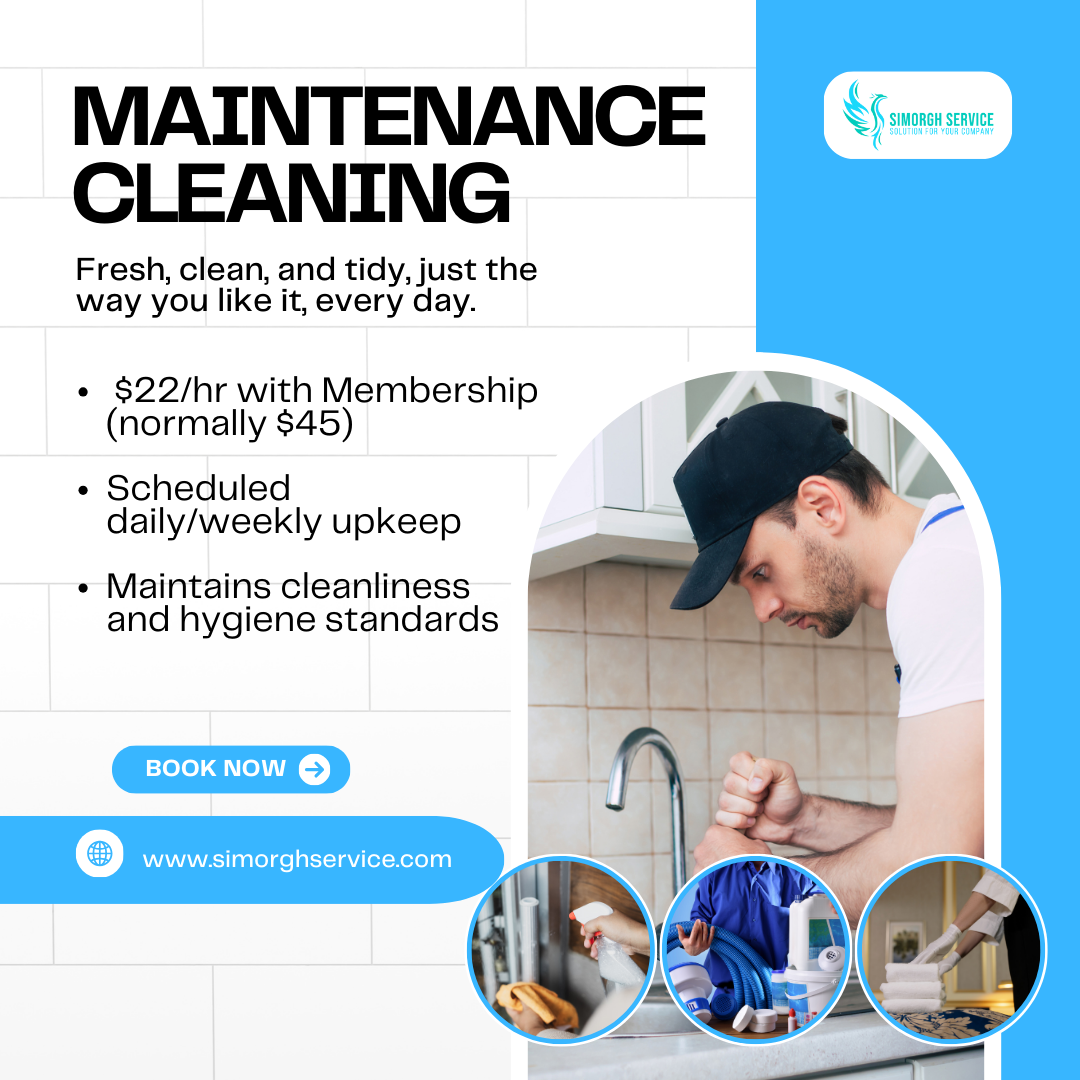 MAINTENANCE
CLEANING
SIMORGH SERVICE
SOLUTION FOR YOUR COMPANY
Fresh, clean, and tidy, just the
way you like it, every day.
• $22/hr with Membership
(normally $45)
• Scheduled
daily/weekly upkeep
• Maintains cleanliness
and hygiene standards
BOOK NOW
www.simorghservice.com